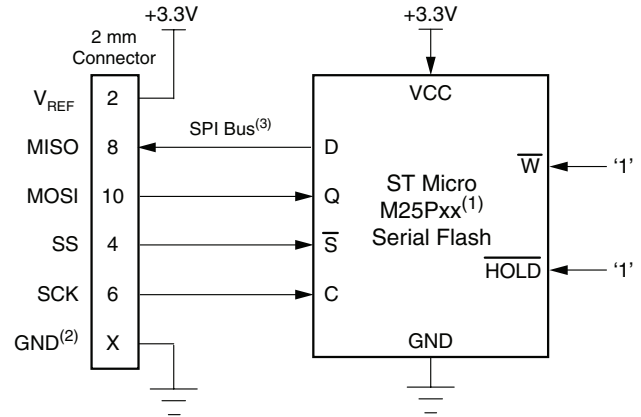 +3.3V
+3.3V
2 mm
Connector
VREF 2
VCC
SPI Bus(3)
MISO 8
D
W
'1'
MOSI 10
Q
ST Micro
M25Pxx(1)
Serial Flash
SS 4
S
HOLD
'1'
SCK 6
C
GND(2) X
GND